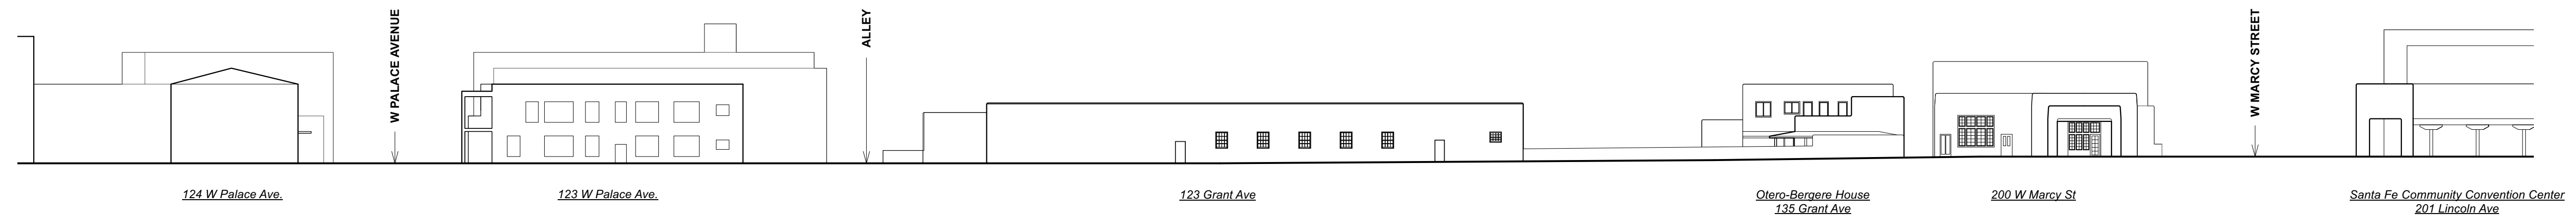 W PALACE AVENUE
ALLEY
W MARCY STREET
124 W Palace Ave.
123 W Palace Ave.
123 Grant Ave
Otero-Bergere House
135 Grant Ave
200 W Marcy St
Santa Fe Community Convention Center
201 Lincoln Ave